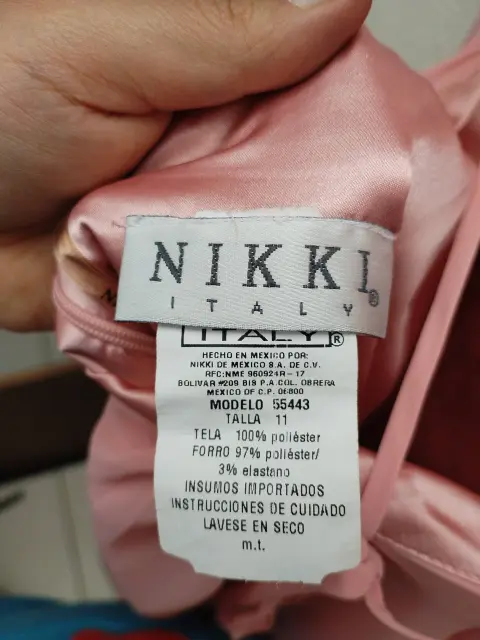 NIKKI®
ITALY
ITALY®
HECHO EN MEXICO POR:
NIKKI DE MEXICO S.A. DE C.V.
RFC:NME 960924R-17
BOLIVAR #209 BIS P.A.COL. OBRERA
MEXICO DF C.P. 06800
MODELO 55443
TALLA 11
TELA 100% poliéster
FORRO 97% poliéster/
3% elastano
INSUMOS IMPORTADOS
INSTRUCCIONES DE CUIDADO
LAVESE EN SECO
m.t.